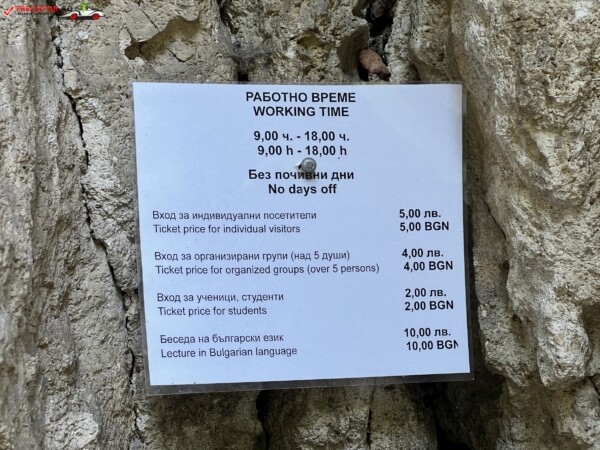 РАБОТНО ВРЕМЕ
WORKING TIME
9,00 ч. - 18,00 ч.
9,00 h - 18,00 h
Без почивни дни
No days off
Вход за индивидуални посетители 5,00 лв.
Ticket price for individual visitors 5,00 BGN
Вход за организирани групи (над 5 души) 4,00 лв.
Ticket price for organized groups (over 5 persons) 4,00 BGN
Вход за ученици, студенти 2,00 лв.
Ticket price for students 2,00 BGN
Беседа на български език 10,00 лв.
Lecture in Bulgarian language 10,00 BGN